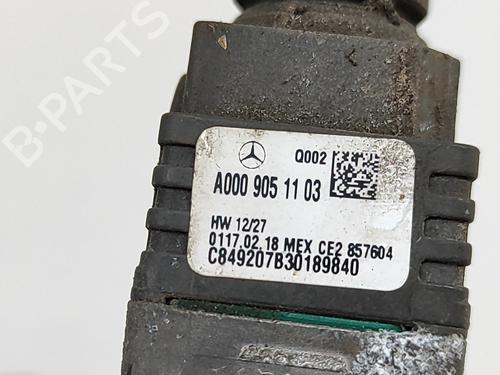 B-PARTS
Q002
A000 905 11 03
HW 12/27
0117.02.18 MEX CE2 857604
C849207B30189840